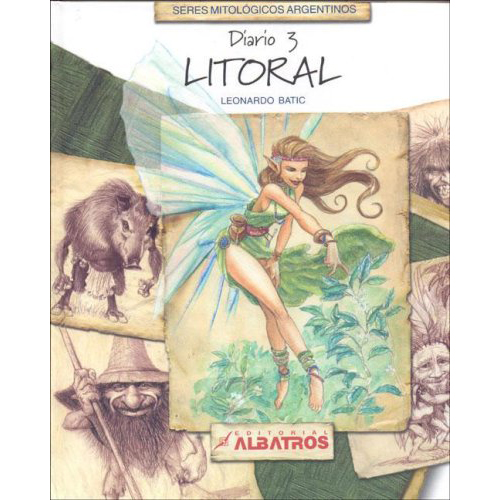 SERES MITOLÓGICOS ARGENTINOS
Diario 3
LITORAL
LEONARDO BATIC
EDITORIAL
ALBATROS